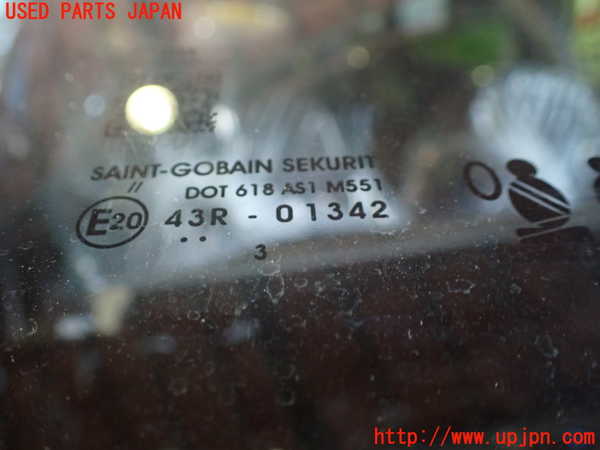 USED PARTS JAPAN
SAINT-GOBAIN SEKURIT
//
DOT 618 AS1 M551
E20 43R - 01342
..
3
http://www.upjpn.com/